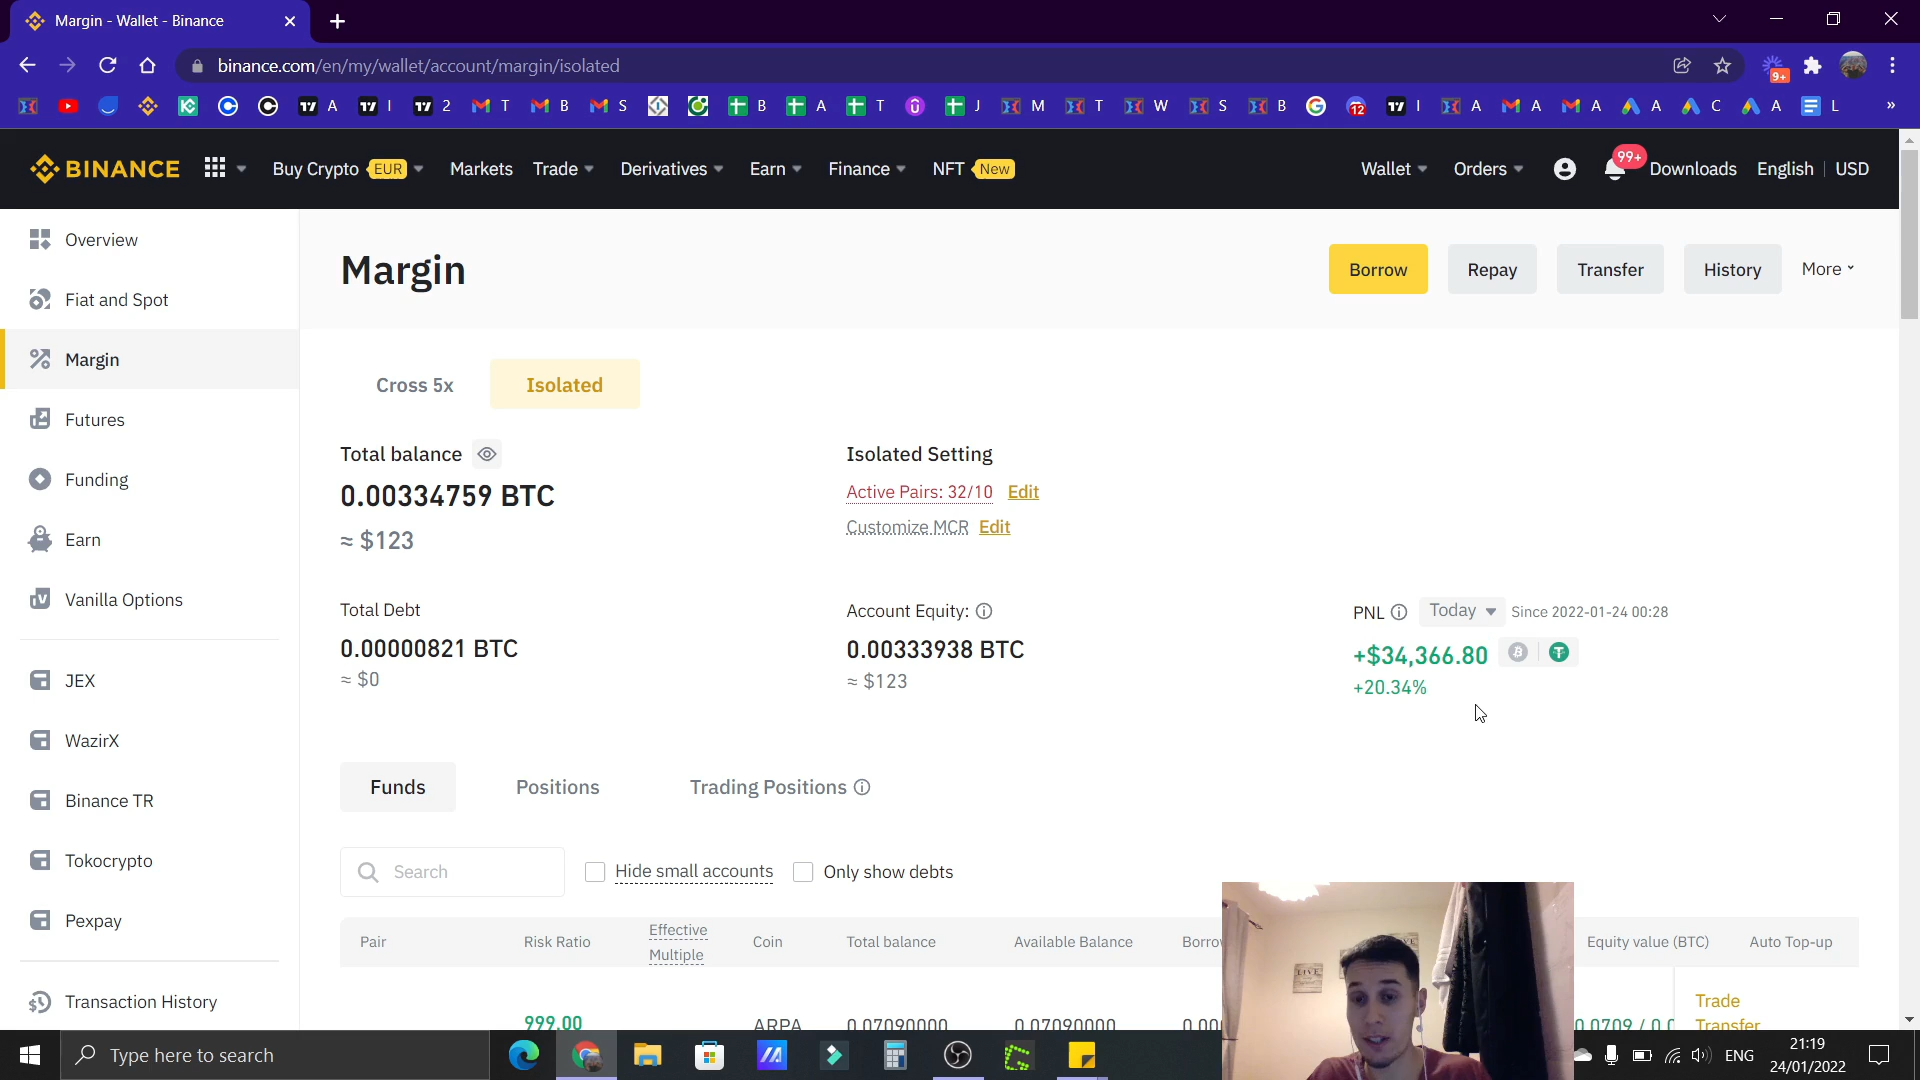 Margin - Wallet - Binance
binance.com/en/my/wallet/account/margin/isolated
9+
A I 2 T B S B A T J M T W S B 12 I A A A A C A L »
BINANCE Buy Crypto EUR Markets Trade Derivatives Earn Finance NFT New Wallet Orders 99+ Downloads English USD
Overview
Fiat and Spot
Margin
Futures
Funding
Earn
Vanilla Options
JEX
WazirX
Binance TR
Tokocrypto
Pexpay
Transaction History
Margin
Borrow Repay Transfer History More
Cross 5x Isolated
Total balance
0.00334759 BTC
≈ $123
Isolated Setting
Active Pairs: 32/10 Edit
Customize MCR Edit
Total Debt
0.00000821 BTC
≈ $0
Account Equity:
0.00333938 BTC
≈ $123
PNL Today Since 2022-01-24 00:28
+$34,366.80
+20.34%
Funds Positions Trading Positions
Search Hide small accounts Only show debts
Pair Risk Ratio Effective Multiple Coin Total balance Available Balance Equity value (BTC) Auto Top-up
999.00 ARPA 0.07090000 0.07090000
Trade
Transfer
LIVE
Type here to search
ENG
21:19
24/01/2022